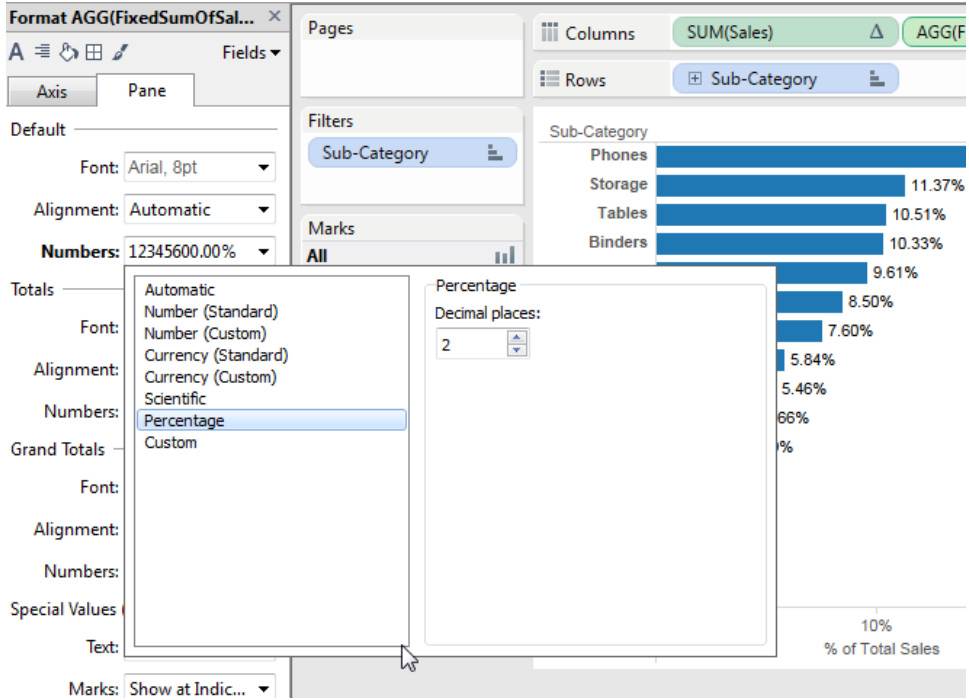 Format AGG(FixedSumOfSal...
A
Fields
Axis
Pane
Default
Font: Arial, 8pt
Alignment: Automatic
Numbers: 12345600.00%
Totals
Font:
Alignment:
Numbers:
Grand Totals
Font:
Alignment:
Numbers:
Special Values
Text:
Marks: Show at Indic...
Automatic
Number (Standard)
Number (Custom)
Currency (Standard)
Currency (Custom)
Scientific
Percentage
Custom
Percentage
Decimal places:
2
Pages
Filters
Sub-Category
Marks
All
Columns
SUM(Sales)
AGG(F
Rows
Sub-Category
Sub-Category
Phones
Storage 11.37%
Tables 10.51%
Binders 10.33%
9.61%
8.50%
7.60%
5.84%
5.46%
66%
%
10%
% of Total Sales